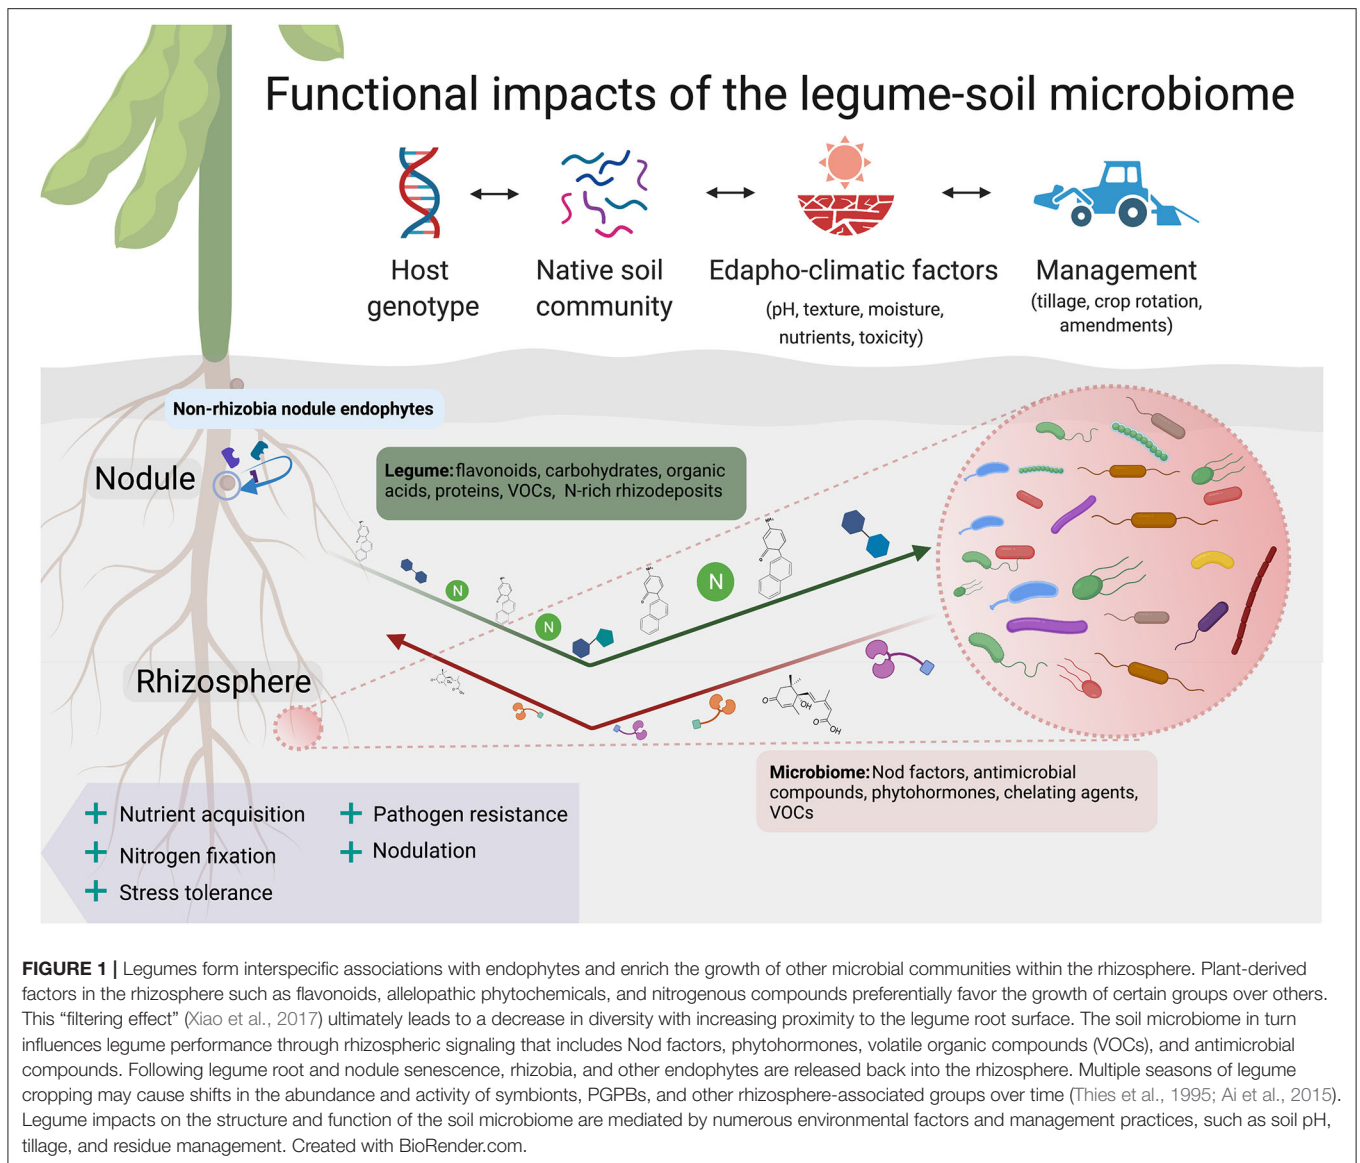 Functional impacts of the legume-soil microbiome
Host
genotype
Native soil
community
Edapho-climatic factors
(pH, texture, moisture,
nutrients, toxicity)
Management
(tillage, crop rotation,
amendments)
Non-rhizobia nodule endophytes
Nodule
Legume: flavonoids, carbohydrates, organic
acids, proteins, VOCs, N-rich rhizodeposits
N
N
N
Rhizosphere
O
OH
O
OH
Microbiome: Nod factors, antimicrobial
compounds, phytohormones, chelating agents,
VOCs
+ Nutrient acquisition
+ Nitrogen fixation
+ Stress tolerance
+ Pathogen resistance
+ Nodulation
FIGURE 1 | Legumes form interspecific associations with endophytes and enrich the growth of other microbial communities within the rhizosphere. Plant-derived
factors in the rhizosphere such as flavonoids, allelopathic phytochemicals, and nitrogenous compounds preferentially favor the growth of certain groups over others.
This “filtering effect” (Xiao et al., 2017) ultimately leads to a decrease in diversity with increasing proximity to the legume root surface. The soil microbiome in turn
influences legume performance through rhizospheric signaling that includes Nod factors, phytohormones, volatile organic compounds (VOCs), and antimicrobial
compounds. Following legume root and nodule senescence, rhizobia, and other endophytes are released back into the rhizosphere. Multiple seasons of legume
cropping may cause shifts in the abundance and activity of symbionts, PGPBs, and other rhizosphere-associated groups over time (Thies et al., 1995; Ai et al., 2015).
Legume impacts on the structure and function of the soil microbiome are mediated by numerous environmental factors and management practices, such as soil pH,
tillage, and residue management. Created with BioRender.com.